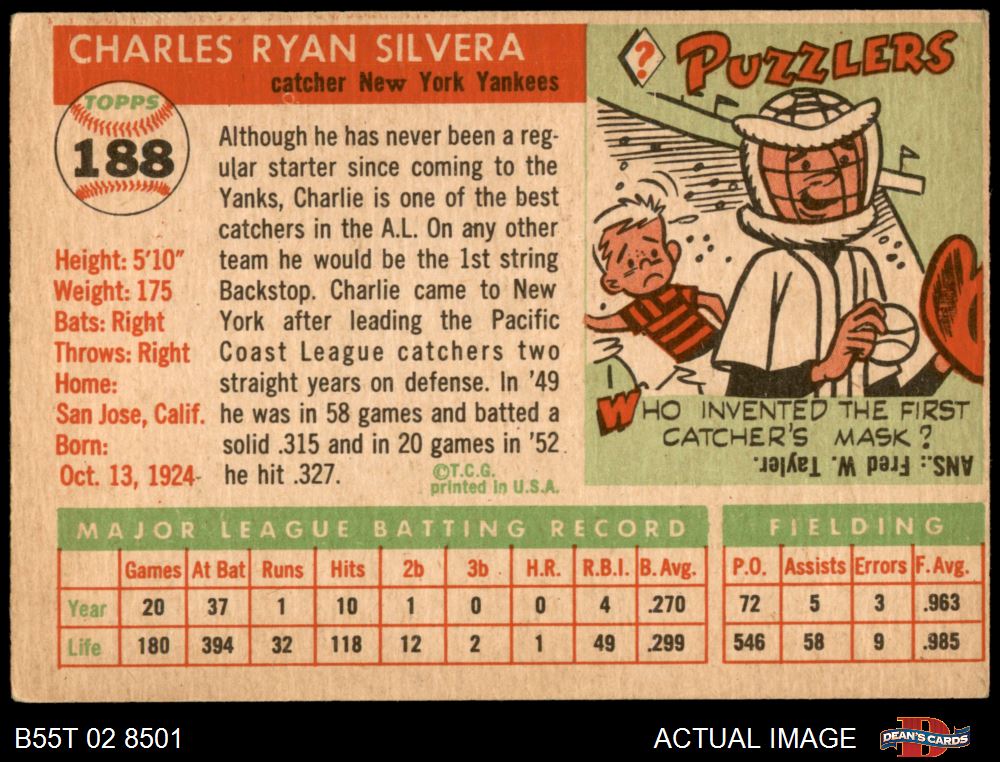 CHARLES RYAN SILVERA
catcher New York Yankees
TOPPS
188
Height: 5'10"
Weight: 175
Bats: Right
Throws: Right
Home:
San Jose, Calif.
Born:
Oct. 13, 1924
Although he has never been a reg-
ular starter since coming to the
Yanks, Charlie is one of the best
catchers in the A.L. On any other
team he would be the 1st string
Backstop. Charlie came to New
York after leading the Pacific
Coast League catchers two
straight years on defense. In '49
he was in 58 games and batted a
solid .315 and in 20 games in '52
he hit .327.
©T.C.G.
printed in U.S.A.
? PUZZLERS
WHO INVENTED THE FIRST
CATCHER'S MASK?
ANS.: Fred W. Tayler.
MAJOR LEAGUE BATTING RECORD
Games At Bat Runs Hits 2b 3b H.R. R.B.I. B. Avg.
Year 20 37 1 10 1 0 0 4 .270
Life 180 394 32 118 12 2 1 49 .299
FIELDING
P.O. Assists Errors F. Avg.
72 5 3 .963
546 58 9 .985
B55T 02 8501
ACTUAL IMAGE
D
DEAN'S CARDS